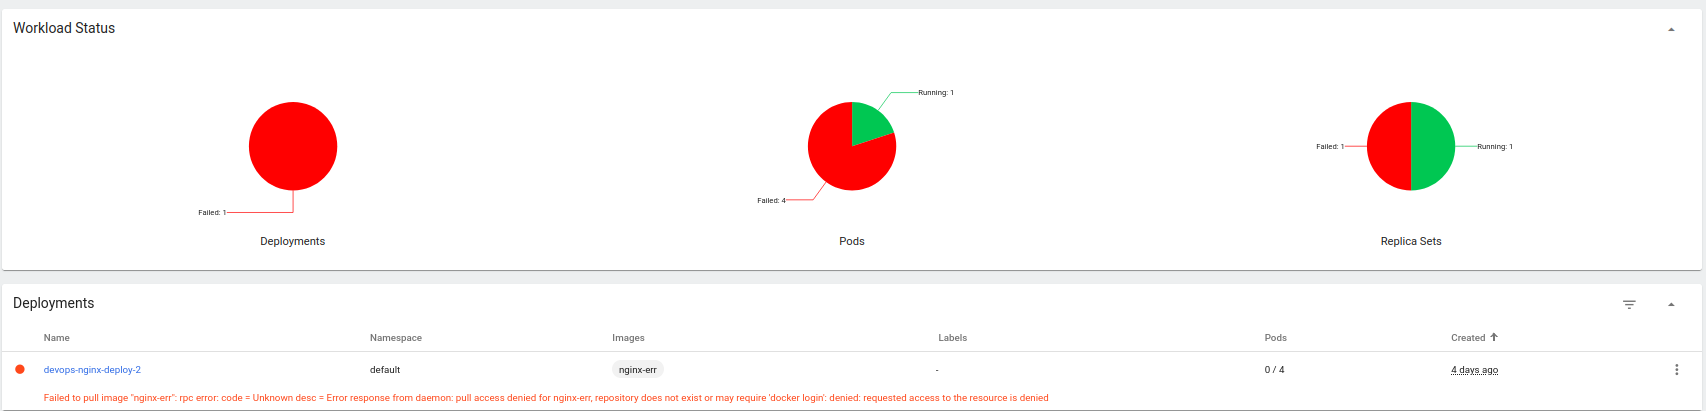 Workload Status
Running: 1
Failed: 1
Running: 1
Failed: 4
Failed: 1
Deployments
Pods
Replica Sets
Deployments
Name Namespace Images Labels Pods Created
devops-nginx-deploy-2 default nginx-err - 0 / 4 4 days ago
Failed to pull image "nginx-err": rpc error: code = Unknown desc = Error response from daemon: pull access denied for nginx-err, repository does not exist or may require 'docker login': denied: requested access to the resource is denied